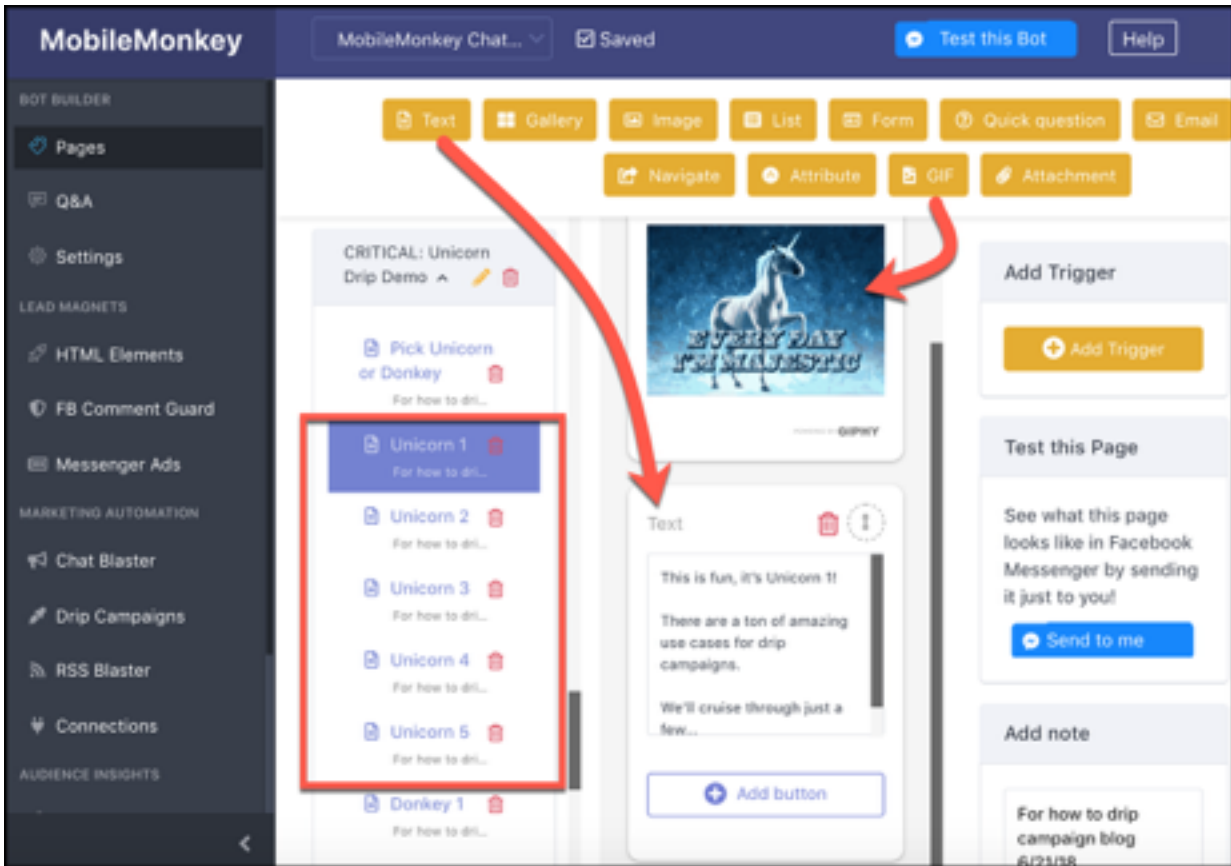 MobileMonkey
MobileMonkey Chat...
Saved
Test this Bot
Help
BOT BUILDER
Pages
Q&A
Settings
LEAD MAGNETS
HTML Elements
FB Comment Guard
Messenger Ads
MARKETING AUTOMATION
Chat Blaster
Drip Campaigns
RSS Blaster
Connections
AUDIENCE INSIGHTS
Text
Gallery
Image
List
Form
Quick question
Email
Navigate
Attribute
GIF
Attachment
CRITICAL: Unicorn
Drip Demo
Pick Unicorn
or Donkey
For how to dri...
Unicorn 1
For how to dri...
Unicorn 2
For how to dri...
Unicorn 3
For how to dri...
Unicorn 4
For how to dri...
Unicorn 5
For how to dri...
Donkey 1
For how to dri...
EVERY DAY
I'M MAJESTIC
POWERED BY GIPHY
Text
This is fun, it's Unicorn 1!
There are a ton of amazing
use cases for drip
campaigns.
We'll cruise through just a
few...
Add button
Add Trigger
Add Trigger
Test this Page
See what this page
looks like in Facebook
Messenger by sending
it just to you!
Send to me
Add note
For how to drip
campaign blog
6/21/18